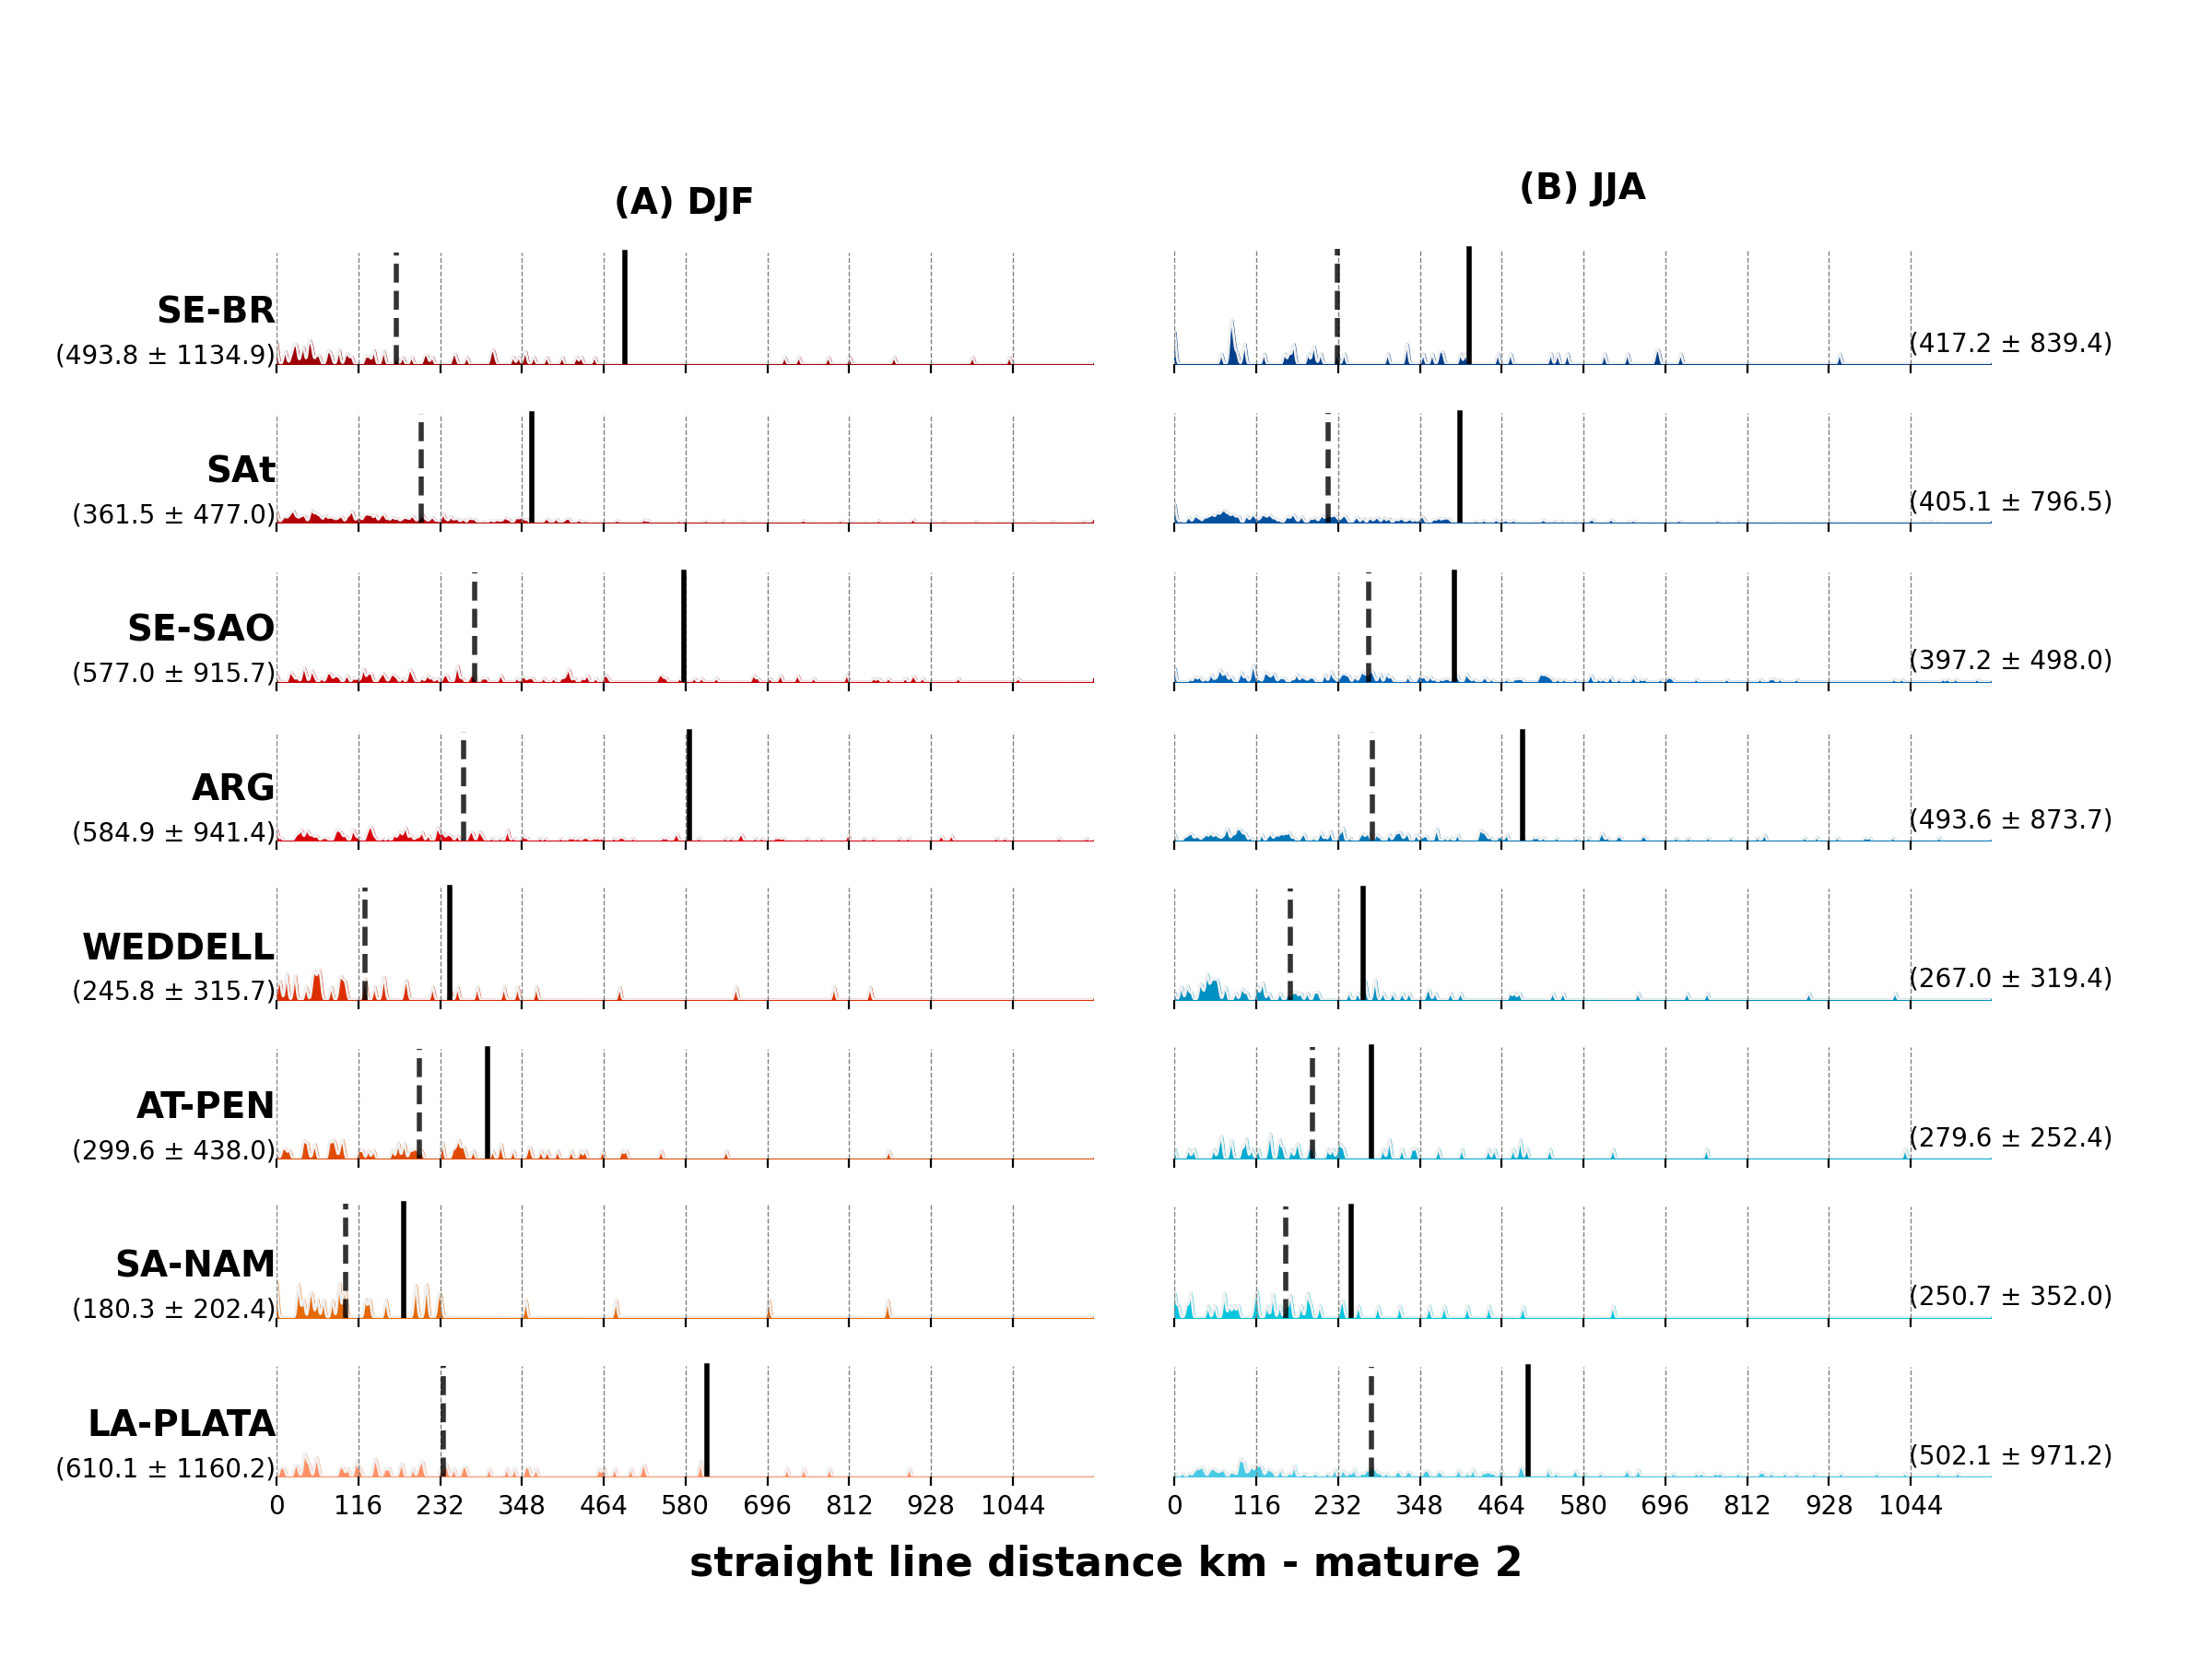 (A) DJF
(B) JJA
SE-BR
(493.8 ± 1134.9)
(417.2 ± 839.4)
SAt
(361.5 ± 477.0)
(405.1 ± 796.5)
SE-SAO
(577.0 ± 915.7)
(397.2 ± 498.0)
ARG
(584.9 ± 941.4)
(493.6 ± 873.7)
WEDDELL
(245.8 ± 315.7)
(267.0 ± 319.4)
AT-PEN
(299.6 ± 438.0)
(279.6 ± 252.4)
SA-NAM
(180.3 ± 202.4)
(250.7 ± 352.0)
LA-PLATA
(610.1 ± 1160.2)
(502.1 ± 971.2)
0 116 232 348 464 580 696 812 928 1044
0 116 232 348 464 580 696 812 928 1044
straight line distance km - mature 2